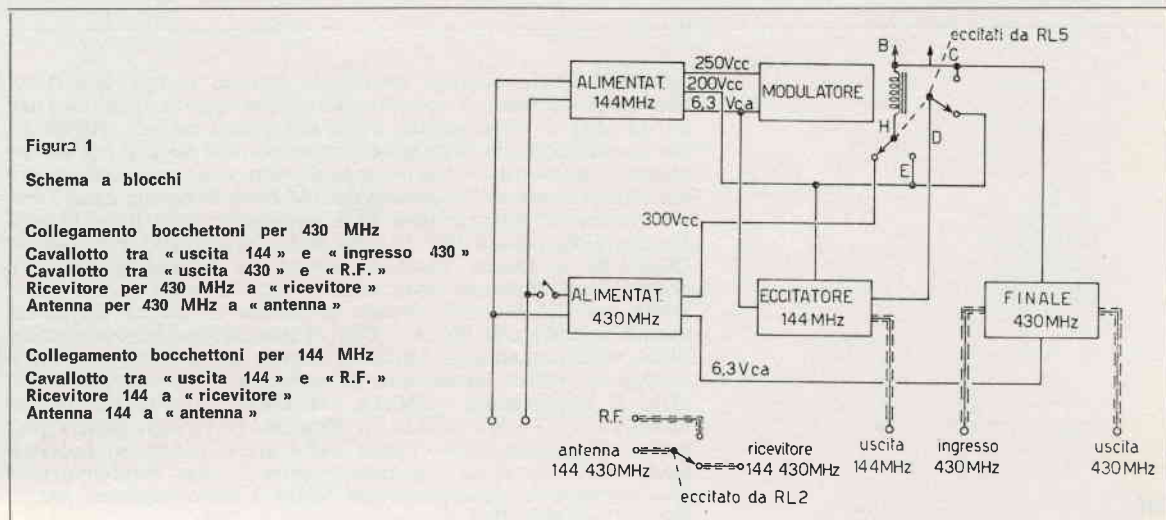 Figura 1
Schema a blocchi
Collegamento bocchettoni per 430 MHz
Cavallotto tra « uscita 144 » e « ingresso 430 »
Cavallotto tra « uscita 430 » e « R.F. »
Ricevitore per 430 MHz a « ricevitore »
Antenna per 430 MHz a « antenna »
Collegamento bocchettoni per 144 MHz
Cavallotto tra « uscita 144 » e « R.F. »
Ricevitore 144 a « ricevitore »
Antenna 144 a « antenna »
eccitati da RL5
B
C
ALIMENTAT.
144MHz
250Vcc
200Vcc
6,3 Vca
MODULATORE
H
D
E
300Vcc
ALIMENTAT.
430MHz
ECCITATORE
144MHz
FINALE
430MHz
6,3Vca
R.F.
antenna
144 430MHz
ricevitore
144 430MHz
uscita
144MHz
ingresso
430MHz
uscita
430MHz
eccitato da RL2